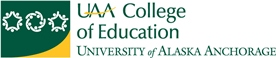 UAA College
of Education
UNIVERSITY of ALASKA ANCHORAGE